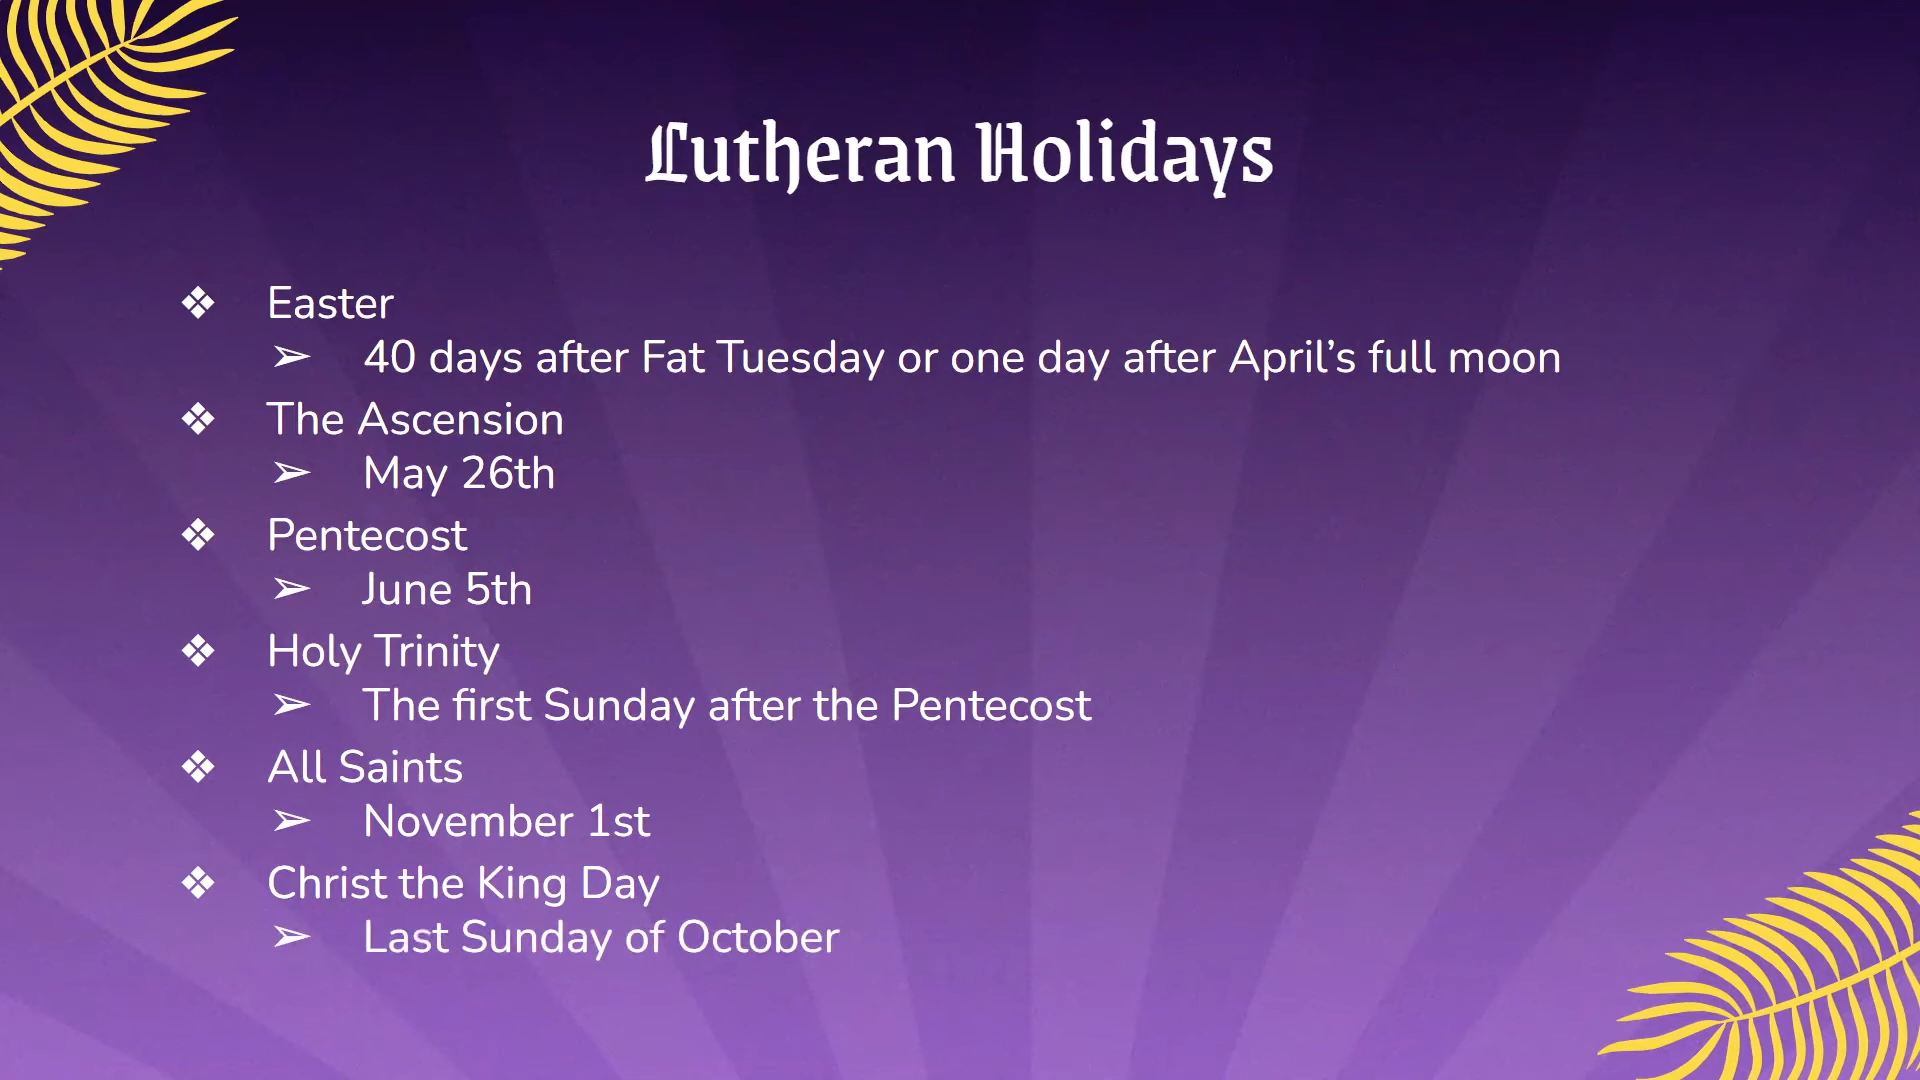 Lutheran Holidays
❖ Easter
➢ 40 days after Fat Tuesday or one day after April’s full moon
❖ The Ascension
➢ May 26th
❖ Pentecost
➢ June 5th
❖ Holy Trinity
➢ The first Sunday after the Pentecost
❖ All Saints
➢ November 1st
❖ Christ the King Day
➢ Last Sunday of October